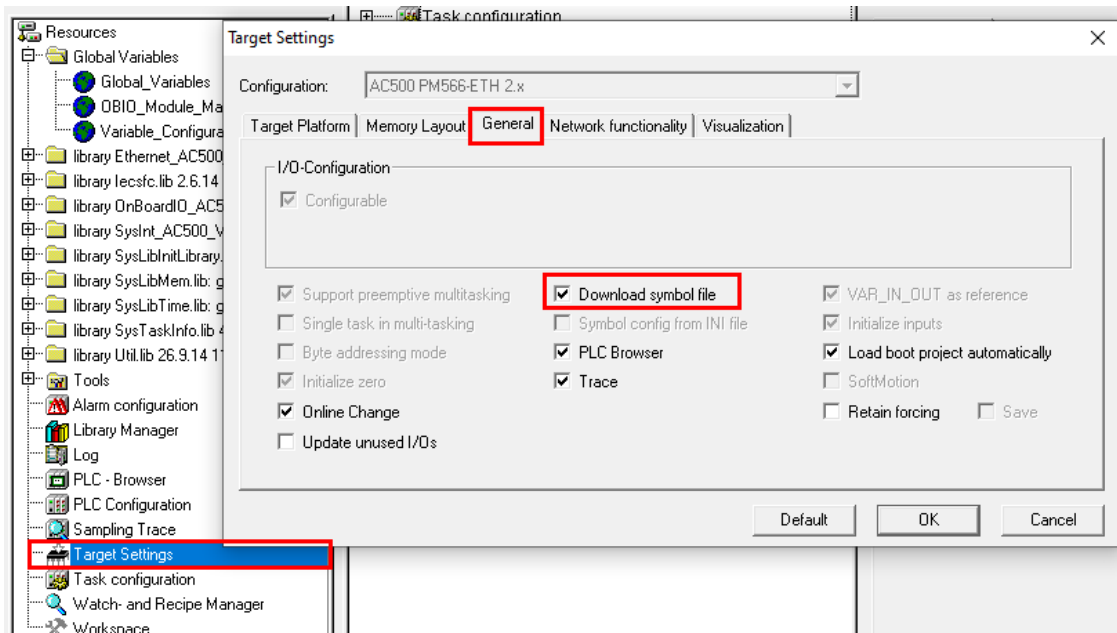 Task configuration
Resources
Global Variables
Global_Variables
OBIO_Module_Ma
Variable_Configura
library Ethernet_AC500
library Iecsfc.lib 2.6.14
library OnBoardIO_AC5
library SysInt_AC500_V
library SysLibInitLibrary.
library SysLibMem.lib: g
library SysLibTime.lib: g
library SysTaskInfo.lib 4
library Util.lib 26.9.14 1
Tools
Alarm configuration
Library Manager
Log
PLC - Browser
PLC Configuration
Sampling Trace
Target Settings
Task configuration
Watch- and Recipe Manager
Workspace
Target Settings
Configuration: AC500 PM566-ETH 2.x
Target Platform Memory Layout General Network functionality Visualization
I/O-Configuration
Configurable
Support preemptive multitasking Download symbol file VAR_IN_OUT as reference
Single task in multi-tasking Symbol config from INI file Initialize inputs
Byte addressing mode PLC Browser Load boot project automatically
Initialize zero Trace SoftMotion
Online Change Retain forcing Save
Update unused I/Os
Default OK Cancel